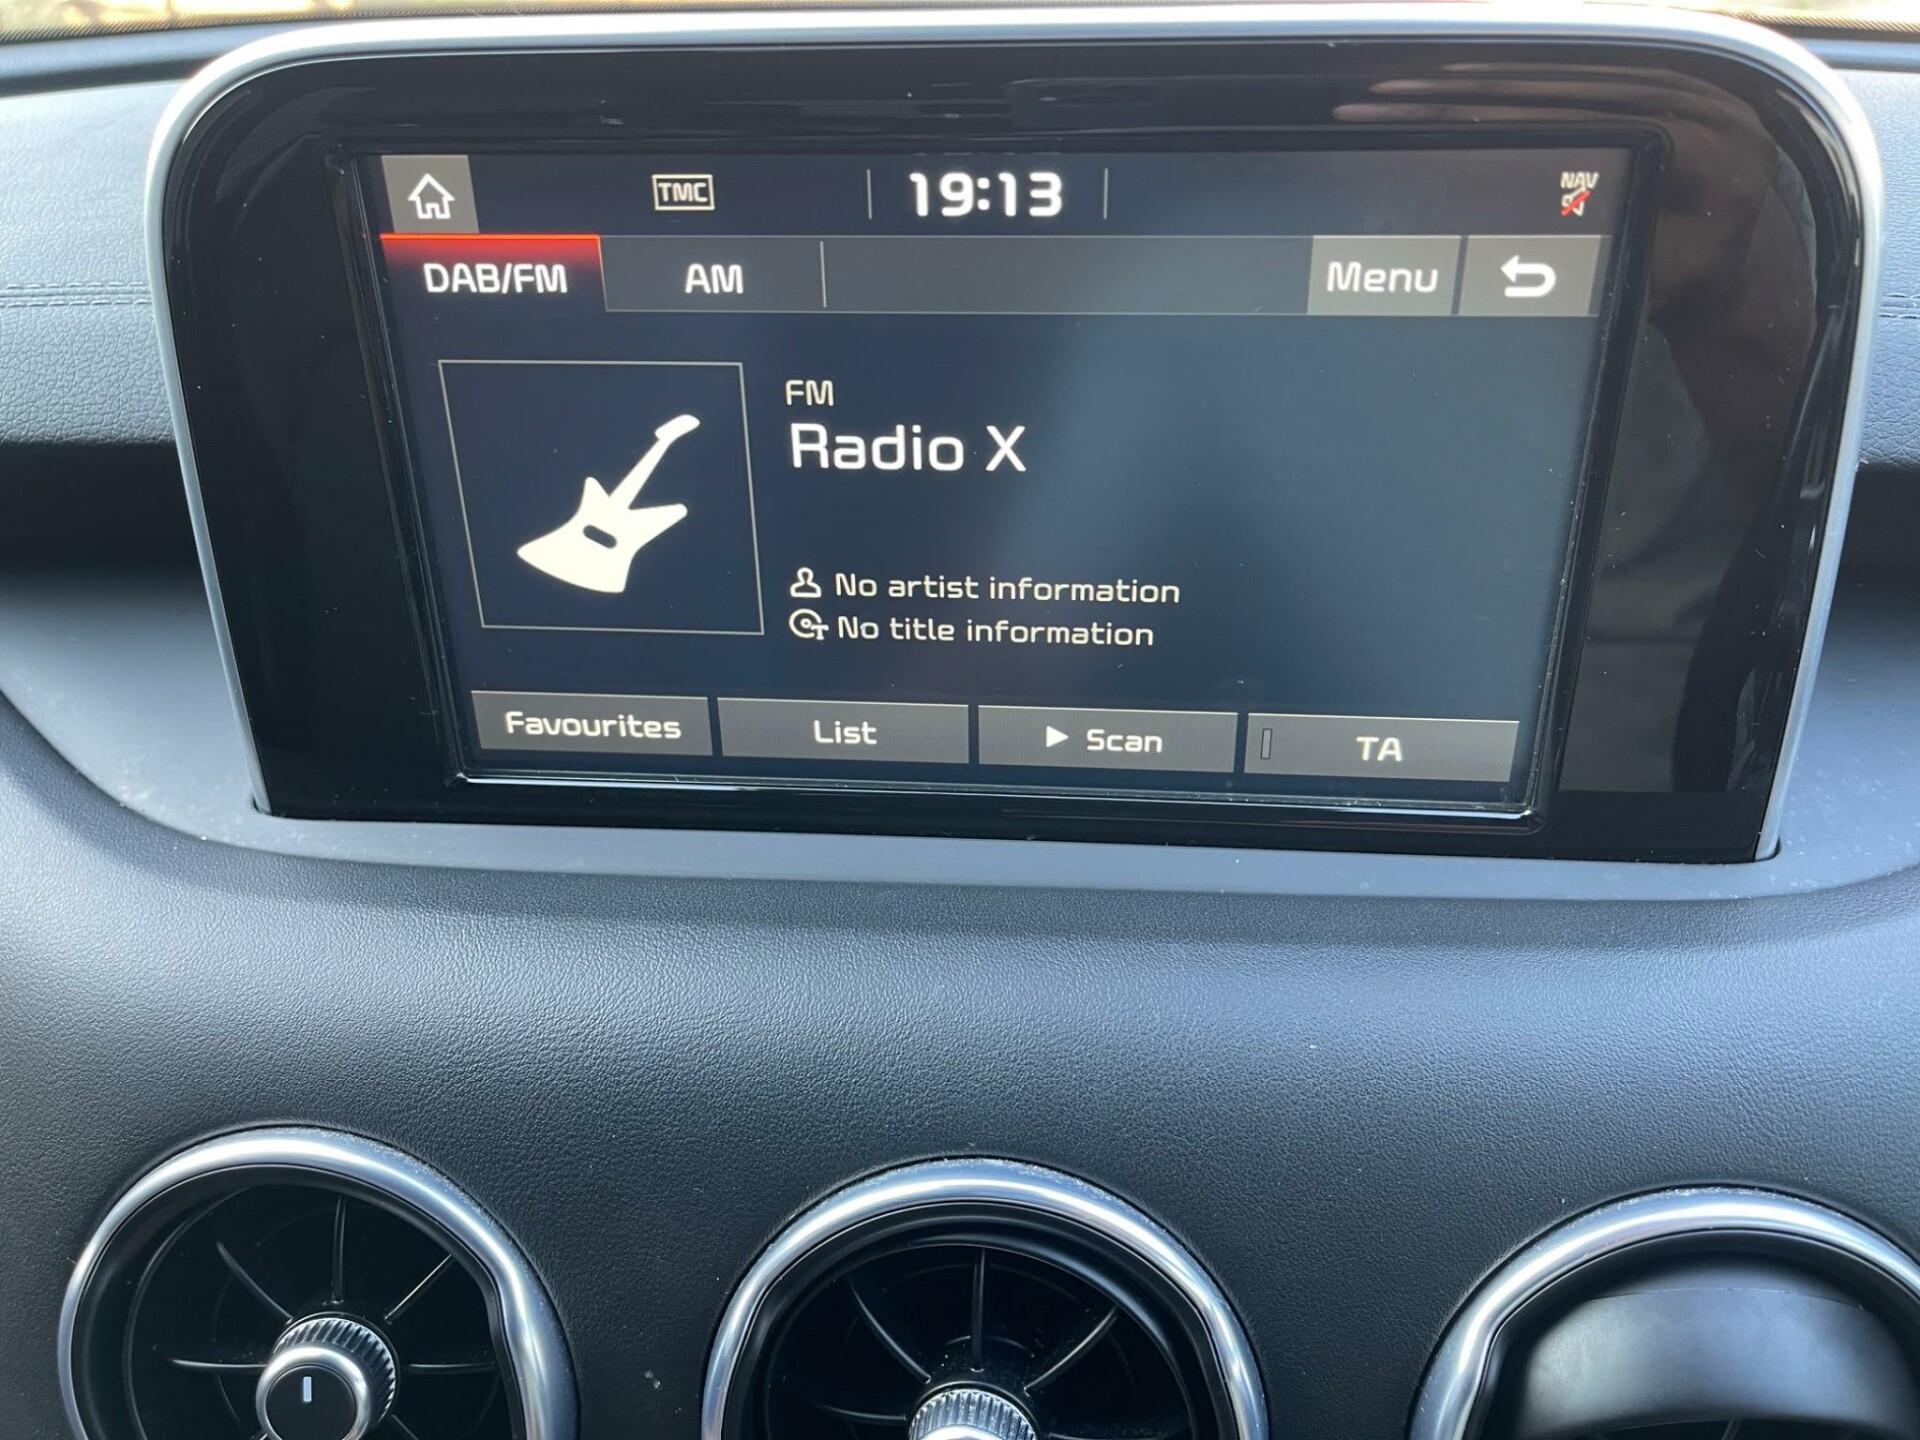 TMC
19:13
NAV
DAB/FM
AM
Menu
FM
Radio X
No artist information
No title information
Favourites
List
Scan
TA